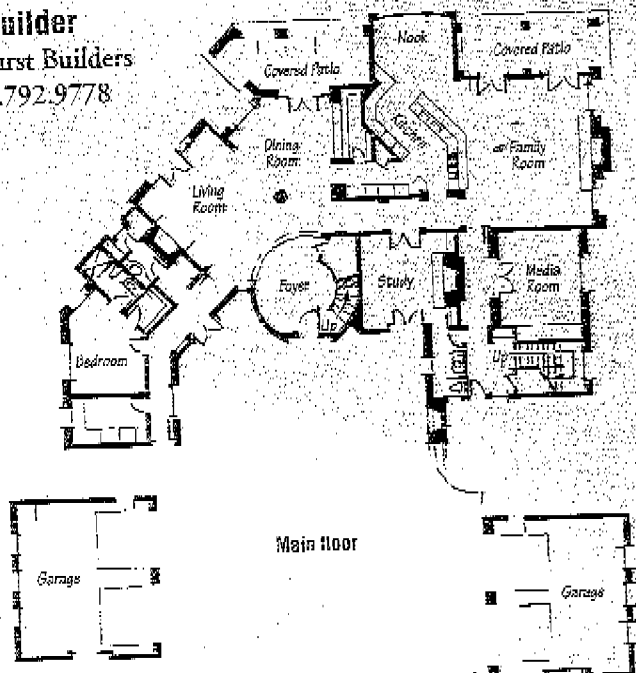 uilder
urst Builders
.792.9778
Nook
Covered Patio
Covered Patio
Kitchen
Dining
Room
Family
Room
Living
Room
Foyer
Study
Media
Room
Up
Up
Bedroom
Main floor
Garage
Garage